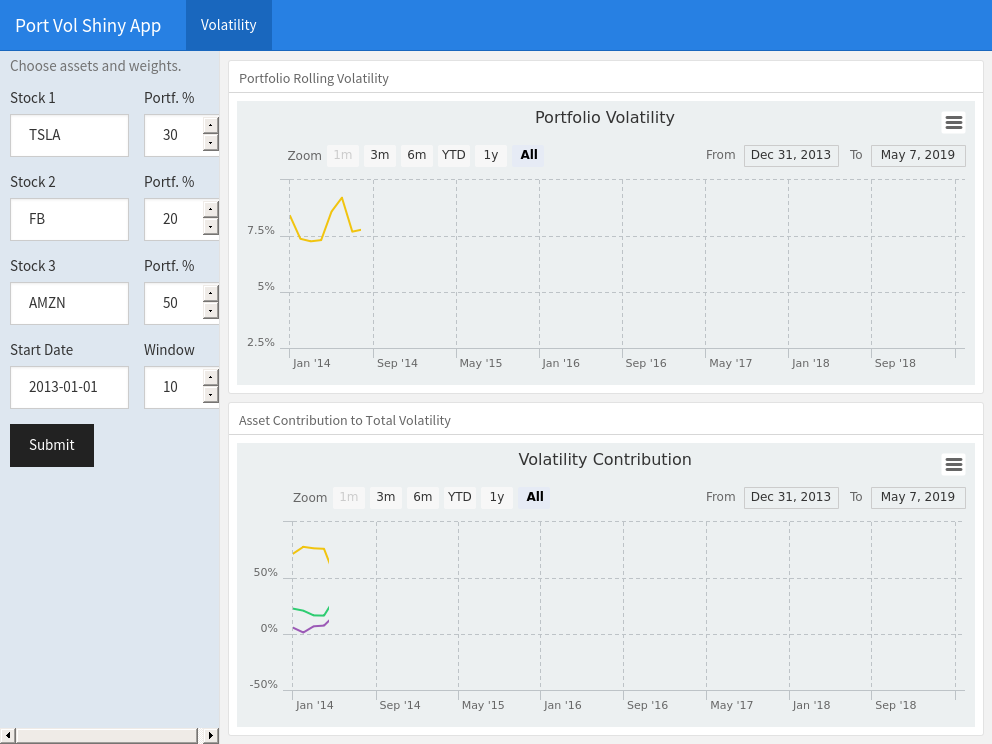 Port Vol Shiny App Volatility
Choose assets and weights.
Stock 1 Portf. %
TSLA 30
Stock 2 Portf. %
FB 20
Stock 3 Portf. %
AMZN 50
Start Date Window
2013-01-01 10
Submit
Portfolio Rolling Volatility
Portfolio Volatility
Zoom 1m 3m 6m YTD 1y All From Dec 31, 2013 To May 7, 2019
7.5%
5%
2.5%
Jan '14 Sep '14 May '15 Jan '16 Sep '16 May '17 Jan '18 Sep '18
Asset Contribution to Total Volatility
Volatility Contribution
Zoom 1m 3m 6m YTD 1y All From Dec 31, 2013 To May 7, 2019
50%
0%
-50%
Jan '14 Sep '14 May '15 Jan '16 Sep '16 May '17 Jan '18 Sep '18